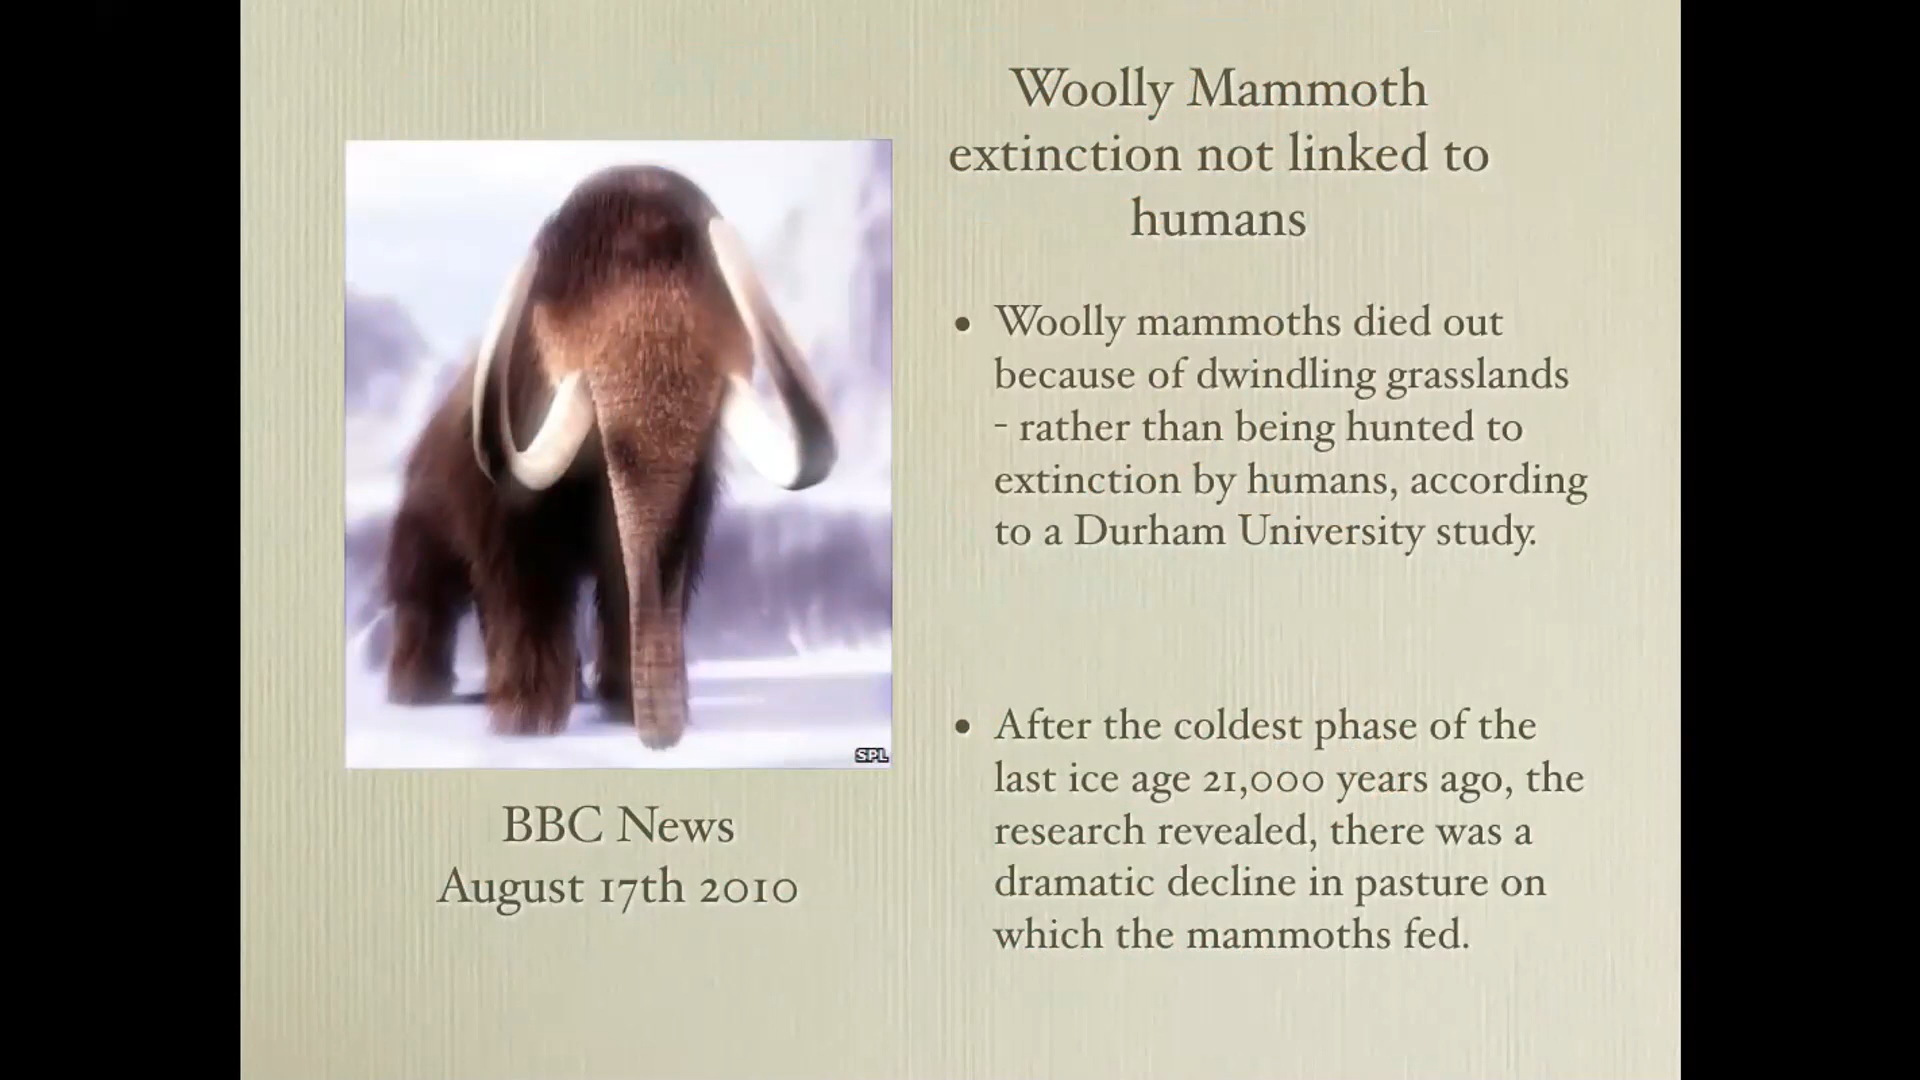 Woolly Mammoth
extinction not linked to
humans
• Woolly mammoths died out
because of dwindling grasslands
- rather than being hunted to
extinction by humans, according
to a Durham University study.
• After the coldest phase of the
last ice age 21,000 years ago, the
research revealed, there was a
dramatic decline in pasture on
which the mammoths fed.
SPL
BBC News
August 17th 2010